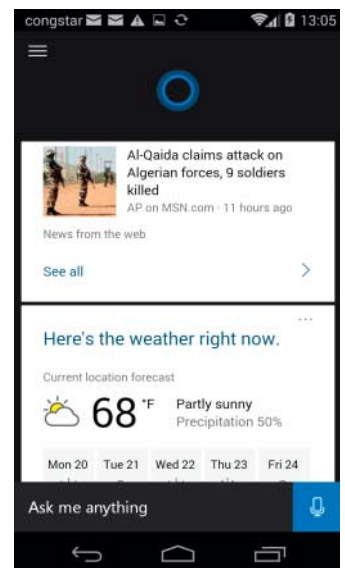 congstar 13:05
Al-Qaida claims attack on
Algerian forces, 9 soldiers
killed
AP on MSN.com · 11 hours ago
News from the web
See all
Here's the weather right now.
Current location forecast
68 °F Partly sunny
Precipitation 50%
Mon 20 Tue 21 Wed 22 Thu 23 Fri 24
Ask me anything